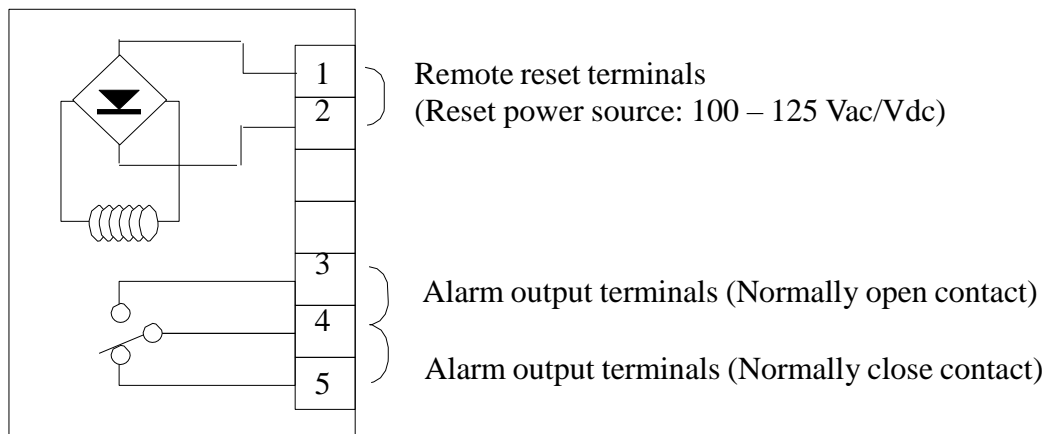 1
2
3
4
5
Remote reset terminals
(Reset power source: 100 – 125 Vac/Vdc)
Alarm output terminals (Normally open contact)
Alarm output terminals (Normally close contact)